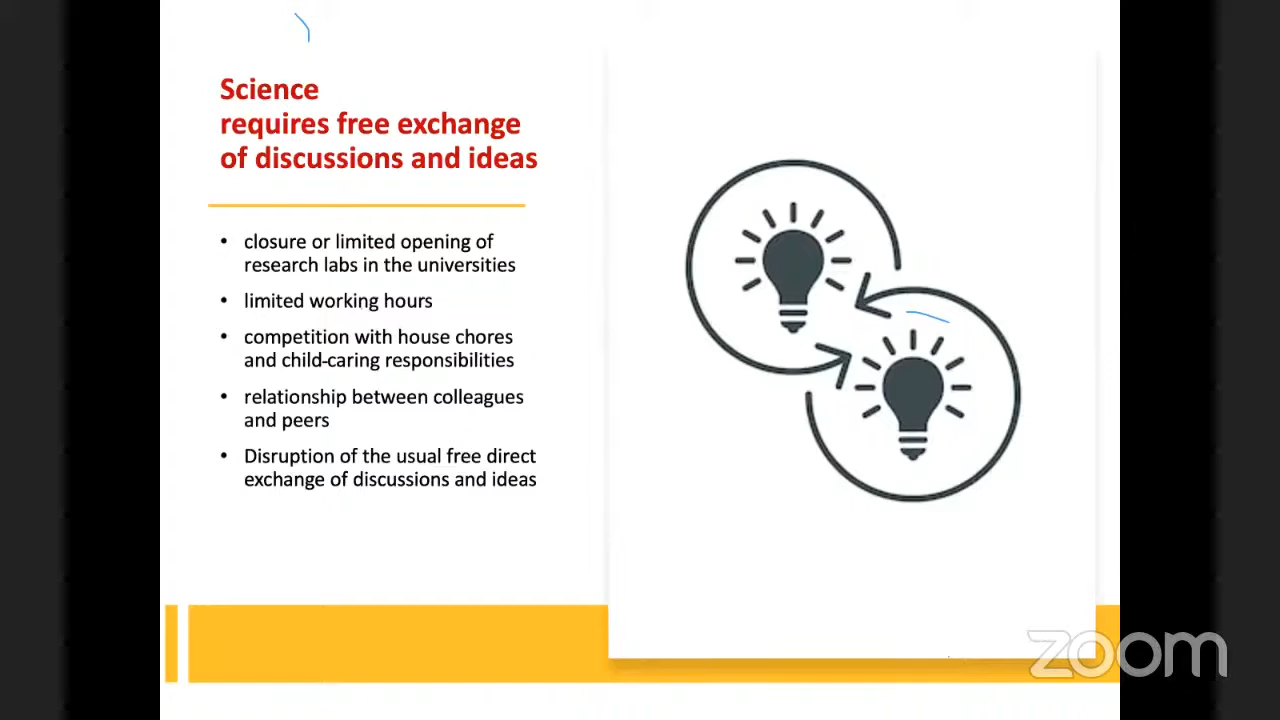 Science
requires free exchange
of discussions and ideas
• closure or limited opening of
research labs in the universities
• limited working hours
• competition with house chores
and child-caring responsibilities
• relationship between colleagues
and peers
• Disruption of the usual free direct
exchange of discussions and ideas
zoom